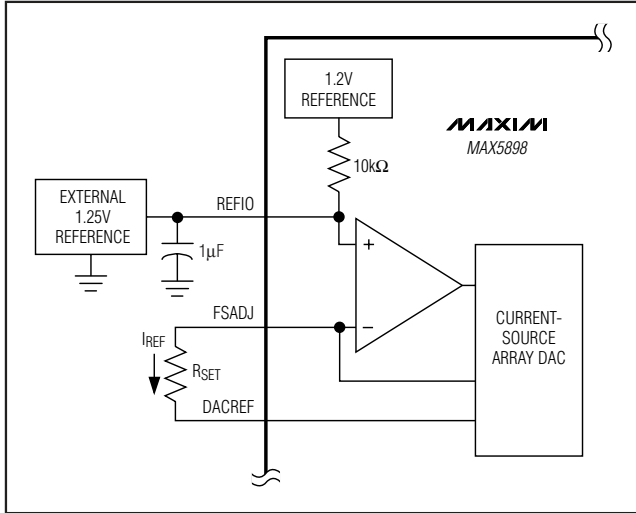 1.2V
REFERENCE
MAXIM
MAX5898
10kΩ
EXTERNAL
1.25V
REFERENCE
REFIO
1µF
+
FSADJ
−
IREF
RSET
DACREF
CURRENT-
SOURCE
ARRAY DAC